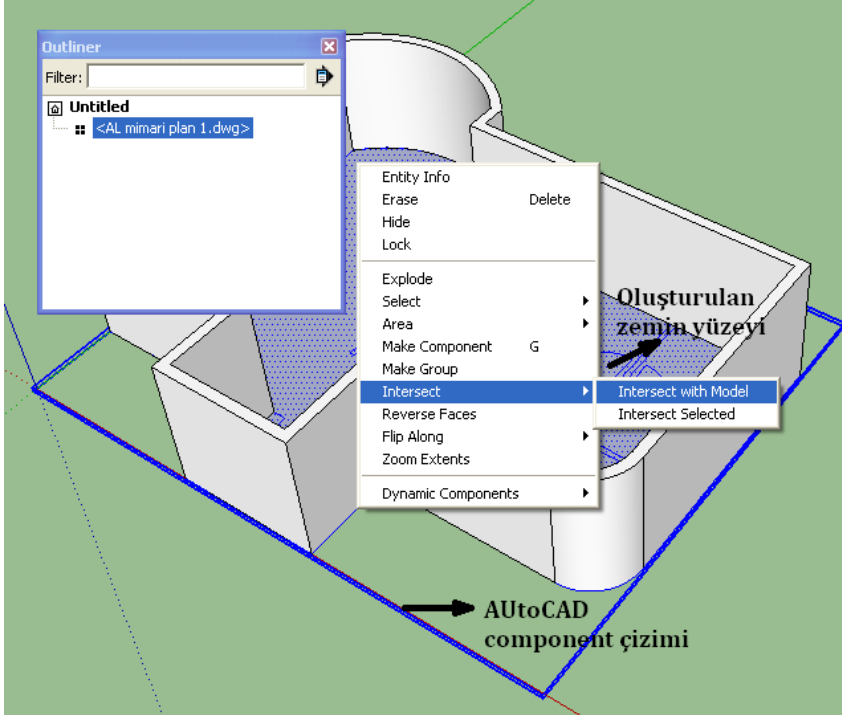 Outliner
Filter:
Untitled
<AL mimari plan 1.dwg>
Entity Info
Erase Delete
Hide
Lock
Explode
Select
Area
Make Component G
Make Group
Intersect
Reverse Faces
Flip Along
Zoom Extents
Dynamic Components
Intersect with Model
Intersect Selected
Oluşturulan
zemin yüzeyi
AUtoCAD
component çizimi